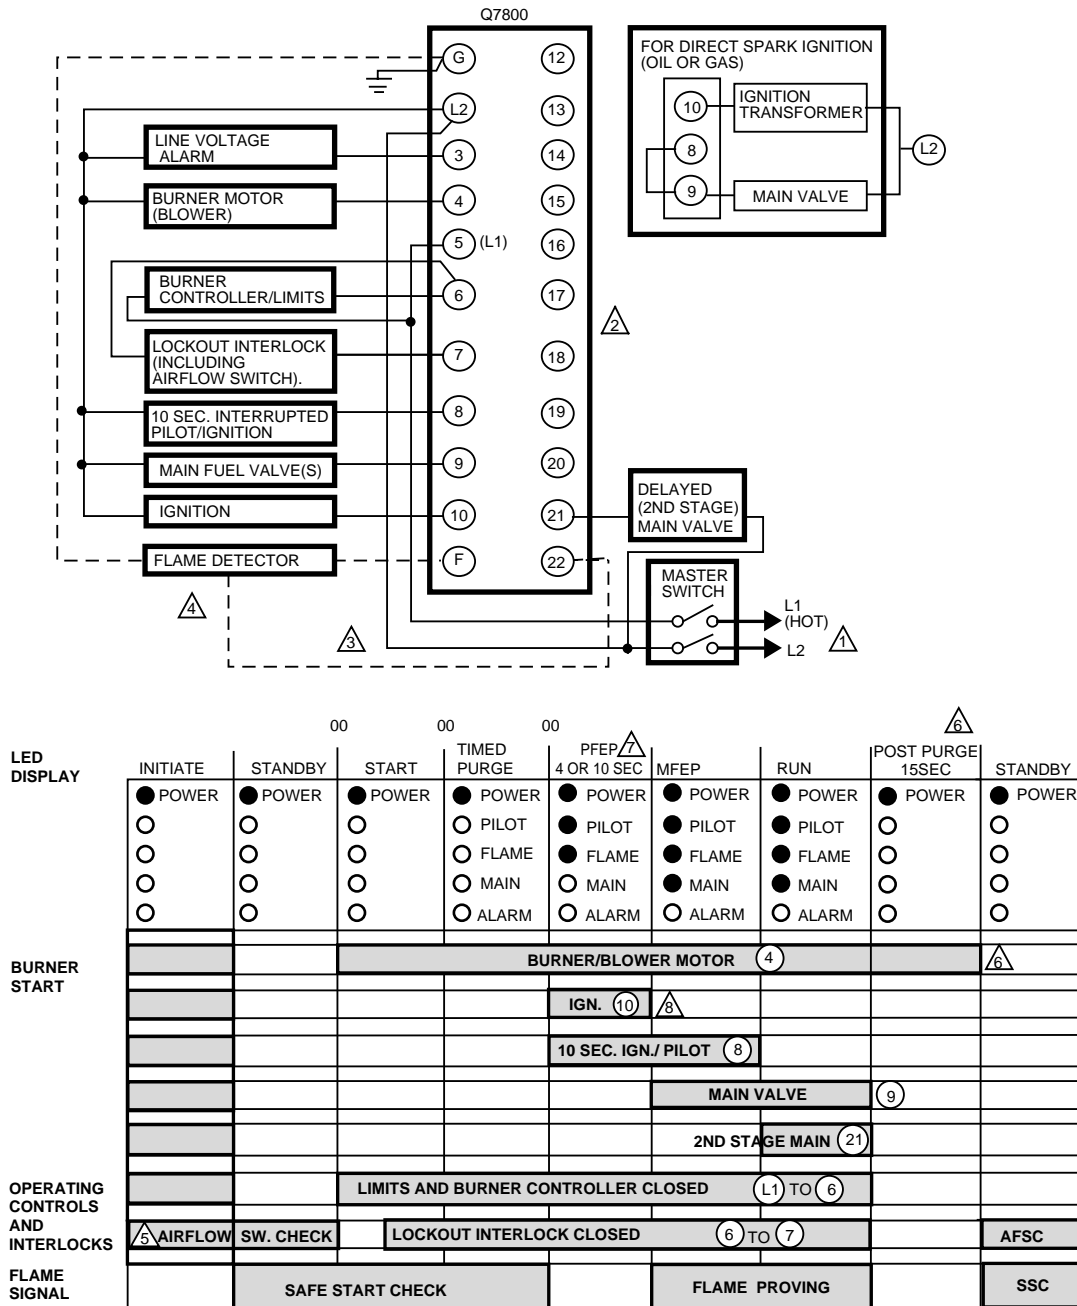 Q7800
G
12
L2
13
LINE VOLTAGE
ALARM
3
14
BURNER MOTOR
(BLOWER)
4
15
5
(L1)
16
BURNER
CONTROLLER/LIMITS
6
17
2
LOCKOUT INTERLOCK
(INCLUDING
AIRFLOW SWITCH).
7
18
10 SEC. INTERRUPTED
PILOT/IGNITION
8
19
MAIN FUEL VALVE(S)
9
20
IGNITION
10
21
FLAME DETECTOR
F
22
4
3
FOR DIRECT SPARK IGNITION
(OIL OR GAS)
10
IGNITION
TRANSFORMER
8
L2
9
MAIN VALVE
DELAYED
(2ND STAGE)
MAIN VALVE
MASTER
SWITCH
L1
(HOT)
1
L2
00 00 00
LED
DISPLAY
INITIATE
STANDBY
START
TIMED
PURGE
PFEP 7
4 OR 10 SEC
MFEP
RUN
6
POST PURGE
15SEC
STANDBY
POWER POWER POWER POWER POWER POWER POWER POWER POWER
PILOT PILOT PILOT PILOT
FLAME FLAME FLAME FLAME
MAIN MAIN MAIN MAIN
ALARM ALARM ALARM ALARM
BURNER
START
BURNER/BLOWER MOTOR 4
6
IGN. 10
8
10 SEC. IGN./ PILOT 8
MAIN VALVE 9
2ND STAGE MAIN 21
OPERATING
CONTROLS
AND
INTERLOCKS
LIMITS AND BURNER CONTROLLER CLOSED L1 TO 6
5 AIRFLOW SW. CHECK
LOCKOUT INTERLOCK CLOSED 6 TO 7
AFSC
FLAME
SIGNAL
SAFE START CHECK
FLAME PROVING
SSC